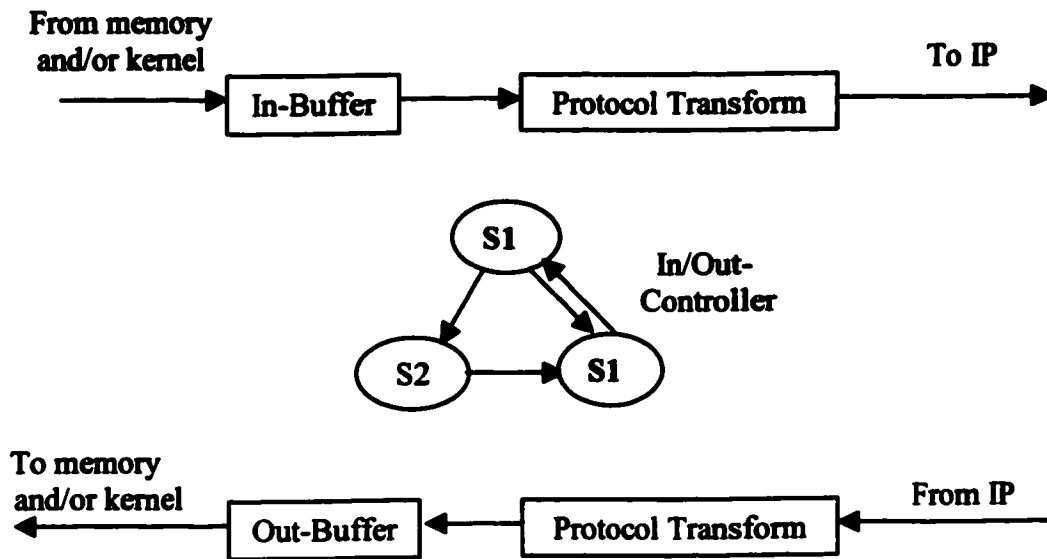 From memory
and/or kernel
To IP
In-Buffer
Protocol Transform
S1
In/Out-
Controller
S2
S1
To memory
and/or kernel
From IP
Out-Buffer
Protocol Transform